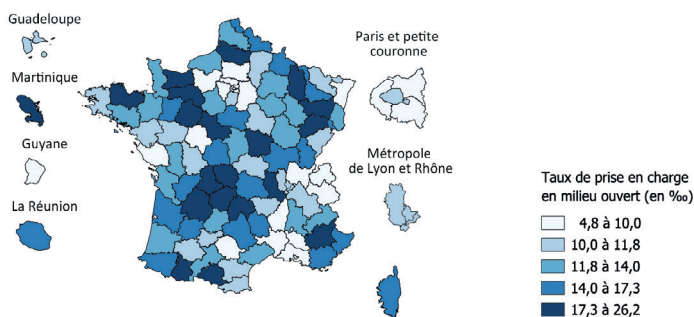 Guadeloupe
Martinique
Guyane
La Réunion
Paris et petite
couronne
Métropole
de Lyon et Rhône
Taux de prise en charge
en milieu ouvert (en ‰)
4,8 à 10,0
10,0 à 11,8
11,8 à 14,0
14,0 à 17,3
17,3 à 26,2